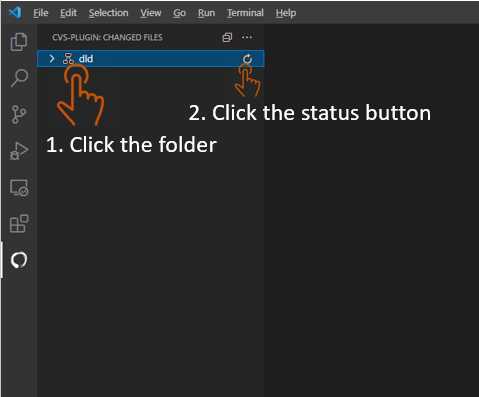 File Edit Selection View Go Run Terminal Help
CVS-PLUGIN: CHANGED FILES
dld
2. Click the status button
1. Click the folder